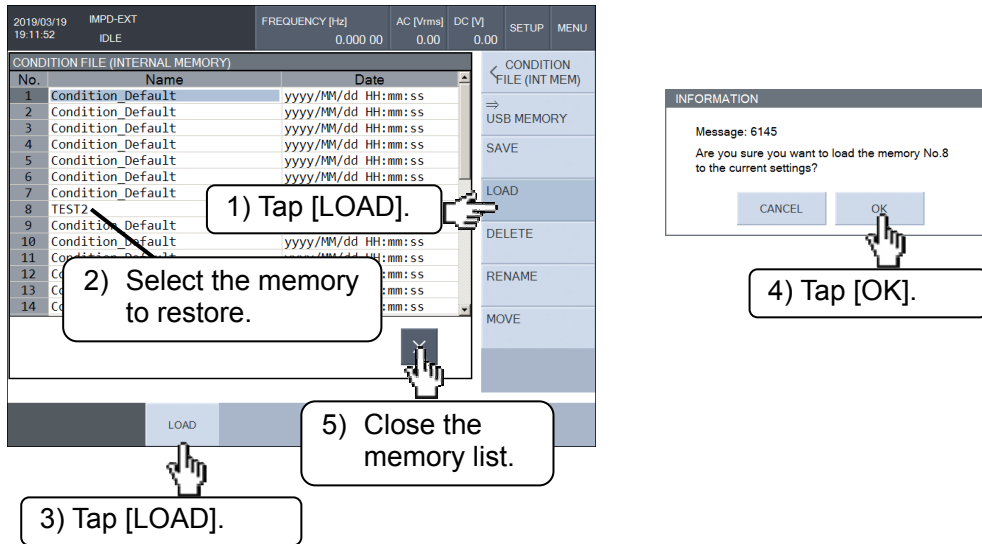 2019/03/19 IMPD-EXT FREQUENCY [Hz] AC [Vrms] DC [V] SETUP MENU
19:11:52 IDLE 0.000 00 0.00 0.00
CONDITION FILE (INTERNAL MEMORY)
No. Name Date
1 Condition_Default yyyy/MM/dd HH:mm:ss
2 Condition_Default yyyy/MM/dd HH:mm:ss
3 Condition_Default yyyy/MM/dd HH:mm:ss
4 Condition_Default yyyy/MM/dd HH:mm:ss
5 Condition_Default yyyy/MM/dd HH:mm:ss
6 Condition_Default yyyy/MM/dd HH:mm:ss
7 Condition_Default
8 TEST2
9 Condition_Default
10 Condition_Default yyyy/MM/dd HH:mm:ss
11
12 :mm:ss
13 :mm:ss
14 :mm:ss
CONDITION
FILE (INT MEM)
⇒
USB MEMORY
SAVE
LOAD
DELETE
RENAME
MOVE
LOAD
1) Tap [LOAD].
2) Select the memory
to restore.
3) Tap [LOAD].
5) Close the
memory list.
INFORMATION
Message: 6145
Are you sure you want to load the memory No.8
to the current settings?
CANCEL OK
4) Tap [OK].